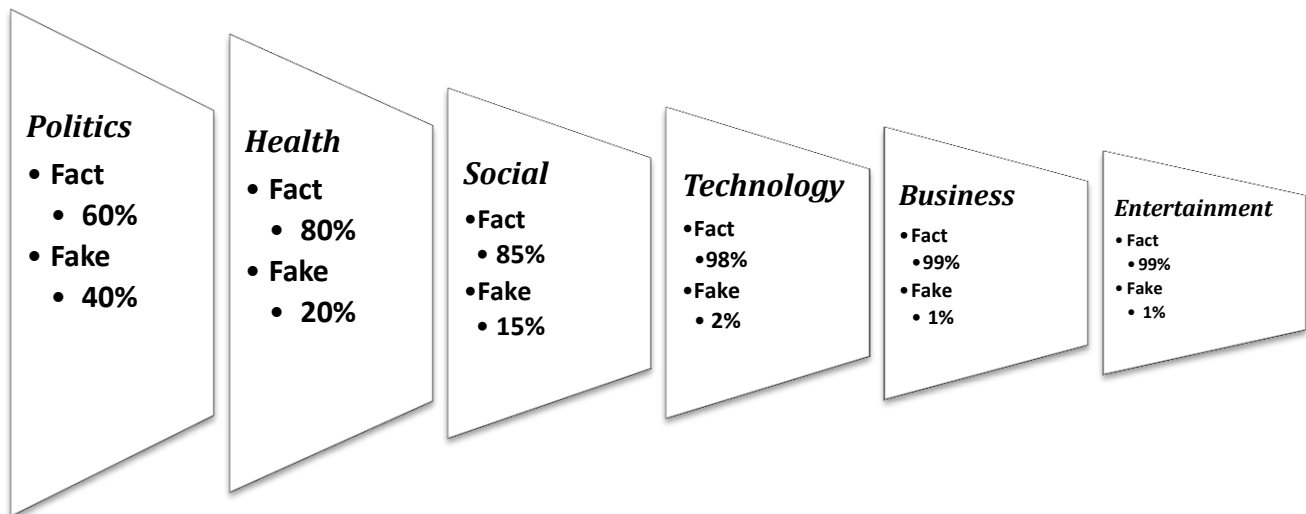 Politics
• Fact
• 60%
• Fake
• 40%
Health
• Fact
• 80%
• Fake
• 20%
Social
•Fact
• 85%
•Fake
• 15%
Technology
•Fact
•98%
•Fake
• 2%
Business
•Fact
• 99%
•Fake
• 1%
Entertainment
• Fact
• 99%
• Fake
• 1%